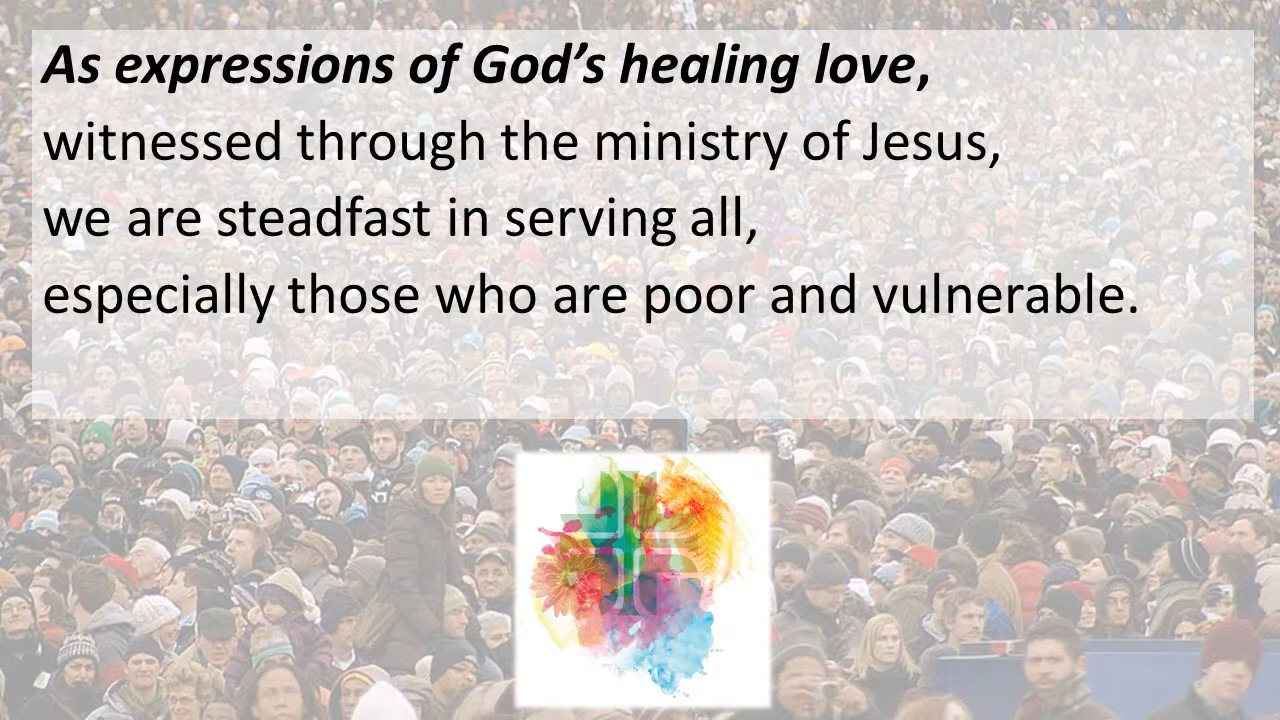 As expressions of God’s healing love,
witnessed through the ministry of Jesus,
we are steadfast in serving all,
especially those who are poor and vulnerable.